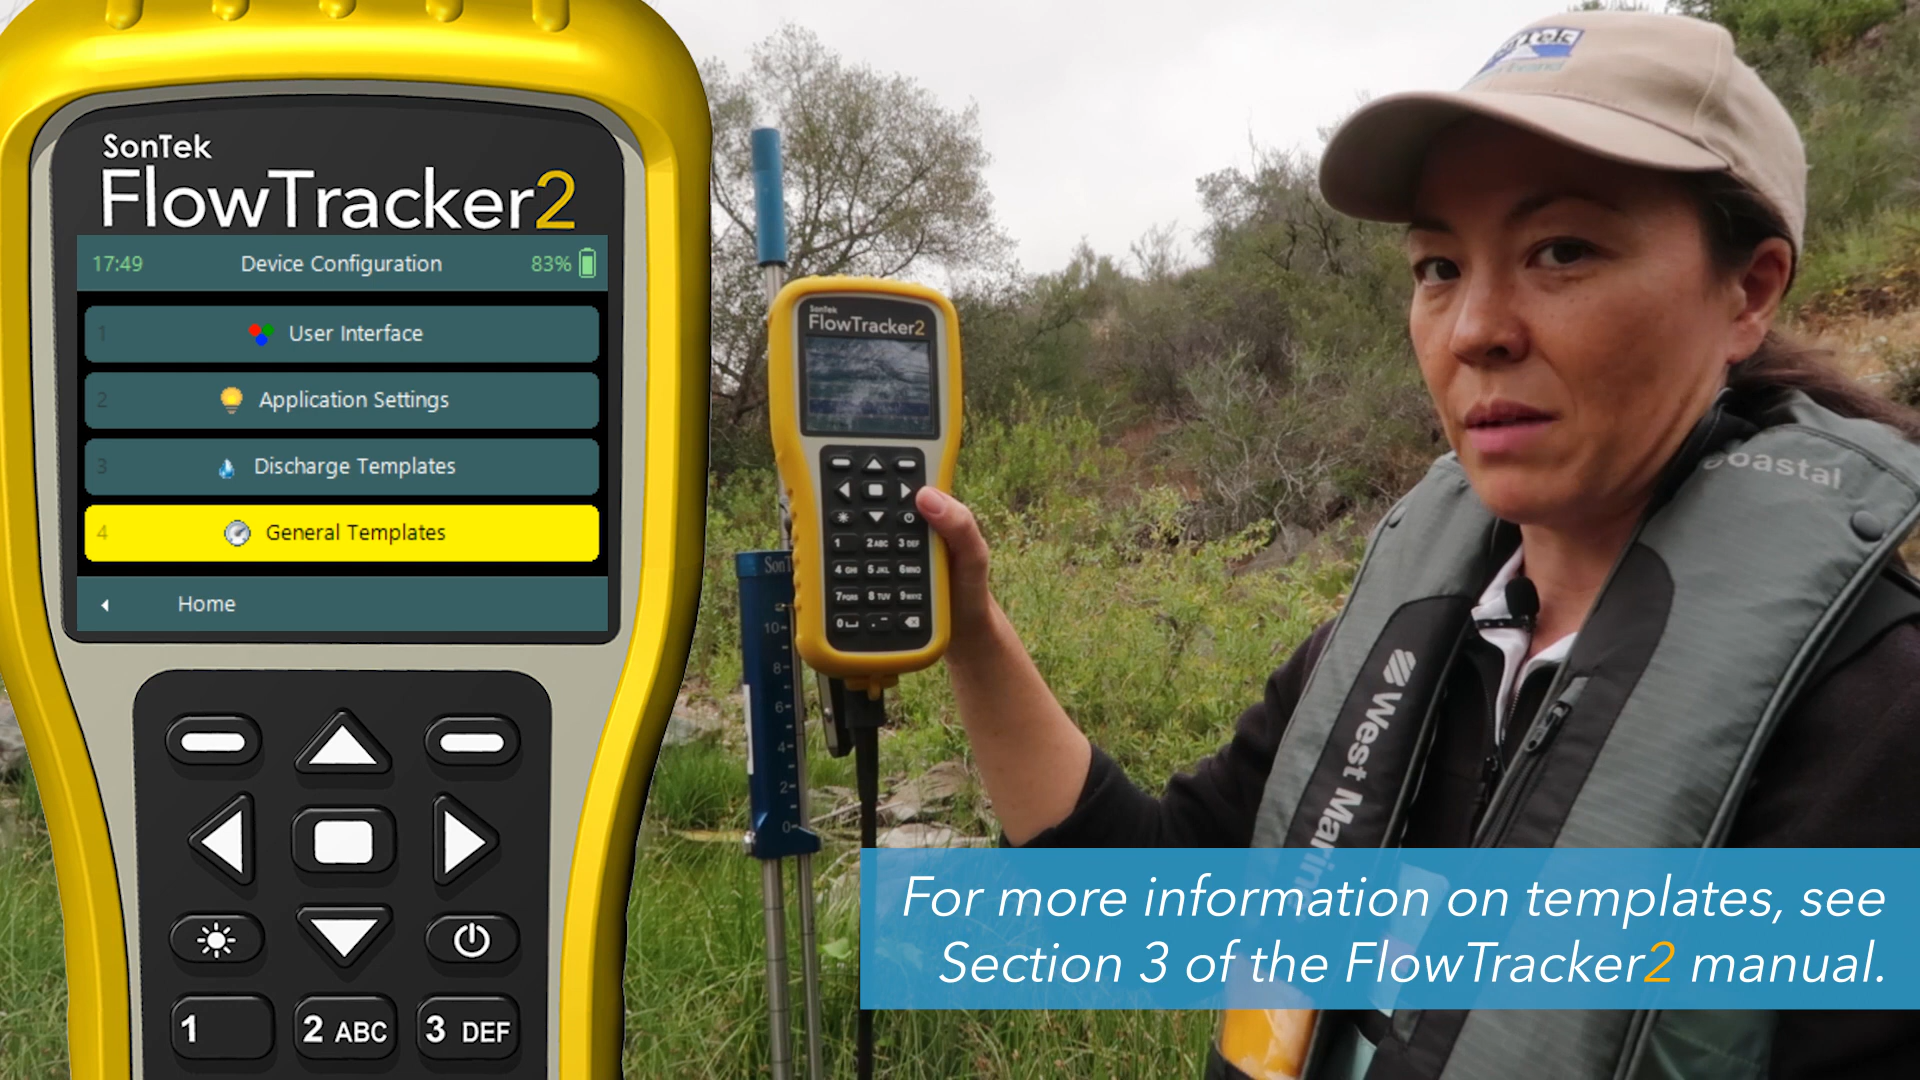 SonTek
FlowTracker2
17:49 Device Configuration 83%
1 User Interface
2 Application Settings
3 Discharge Templates
4 General Templates
Home
1 2 ABC 3 DEF
SonTek
FlowTracker2
1 2 ABC 3 DEF
4 GHI 5 JKL 6 MNO
7 PQRS 8 TUV 9 WXYZ
0
10
8
6
4
2
0
coastal
West Marine
For more information on templates, see
Section 3 of the FlowTracker2 manual.